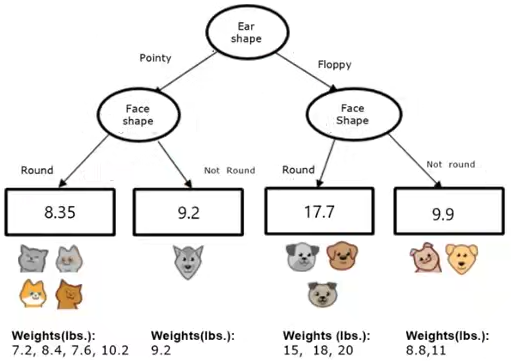 Ear
shape
Pointy
Floppy
Face
shape
Face
Shape
Round
Not Round
Round
Not round
8.35
9.2
17.7
9.9
Weights(lbs.):
7.2, 8.4, 7.6, 10.2
Weights(lbs.):
9.2
Weights (lbs.):
15, 18, 20
Weights(lbs.):
8.8,11